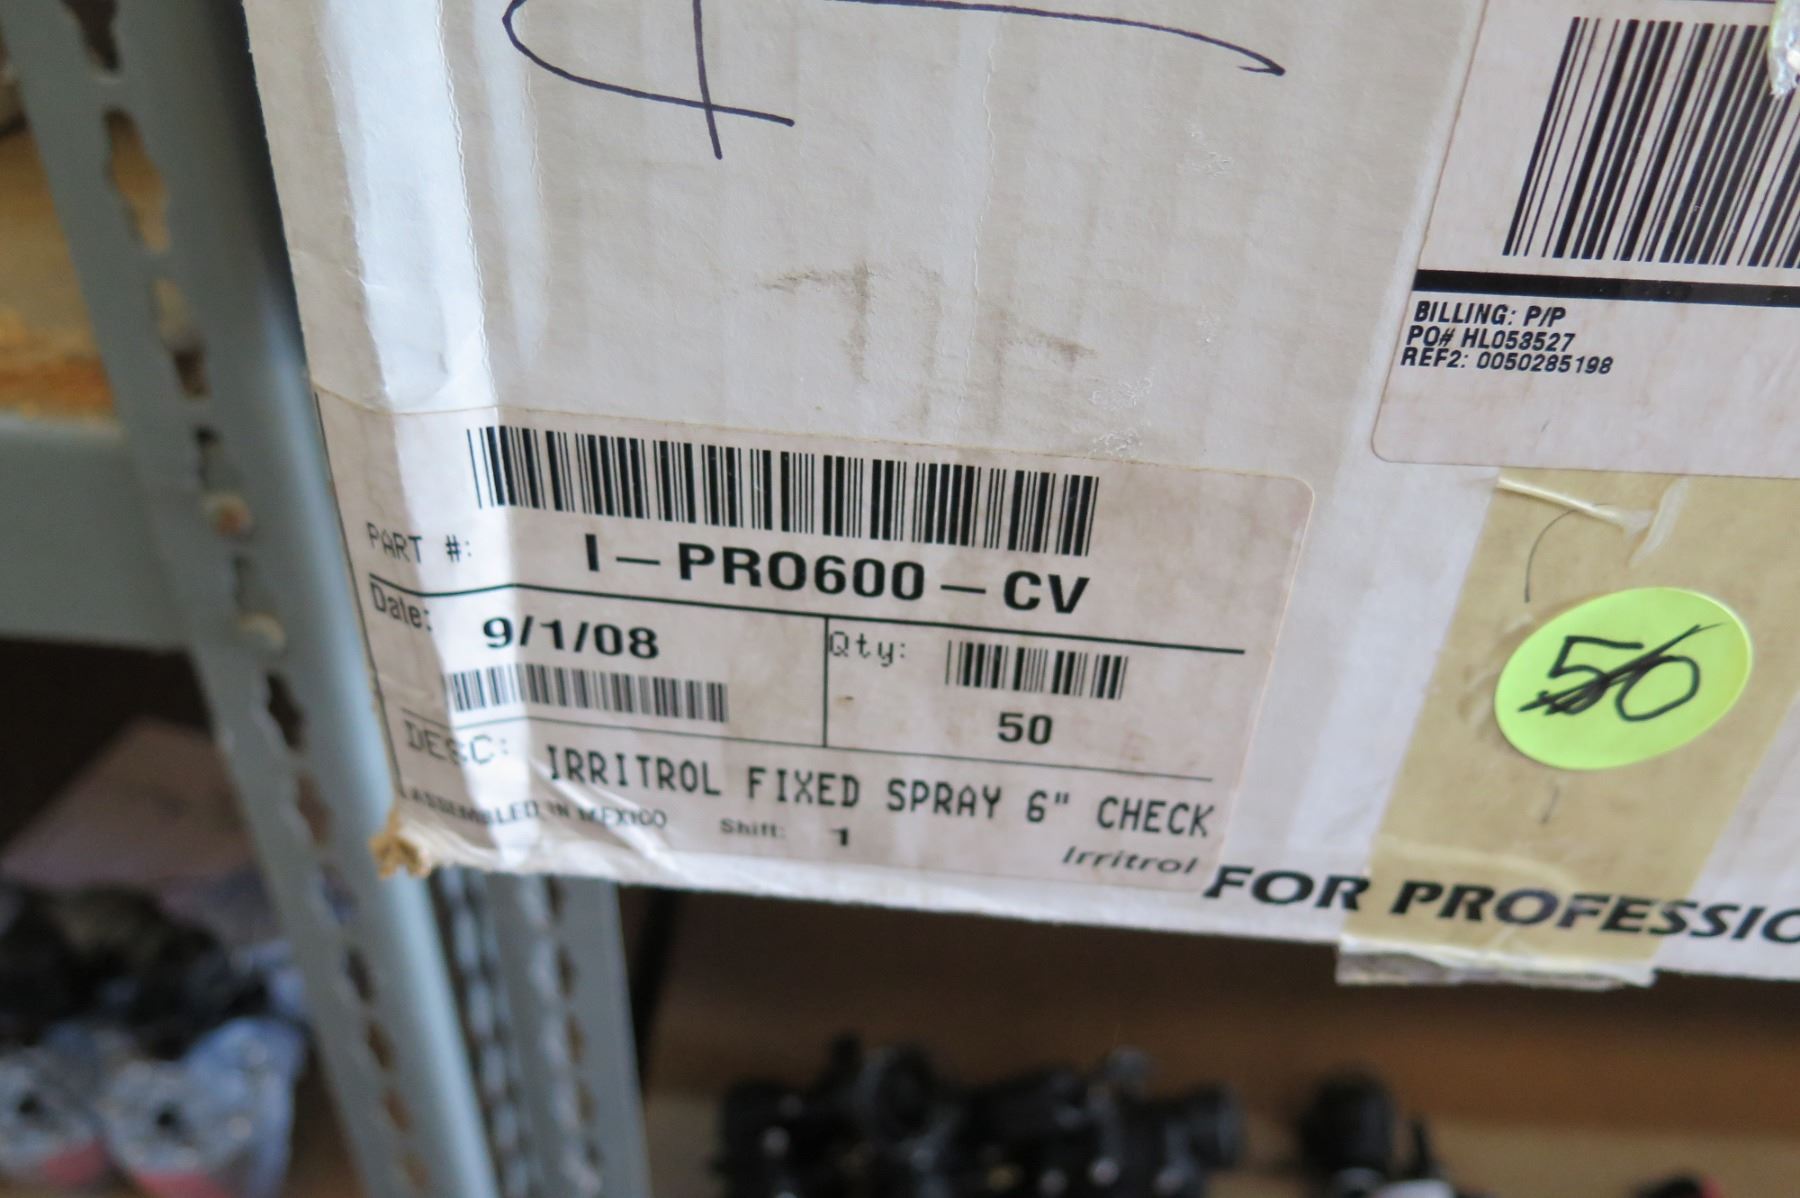 BILLING: P/P
PO# HL058527
REF2: 0050285198
PART #: I-PRO600-CV
Date: 9/1/08
Qty: 50
DESC: IRRITROL FIXED SPRAY 6" CHECK
ASSEMBLED IN MEXICO Shift: 1
Irritrol
50
FOR PROFESSIO